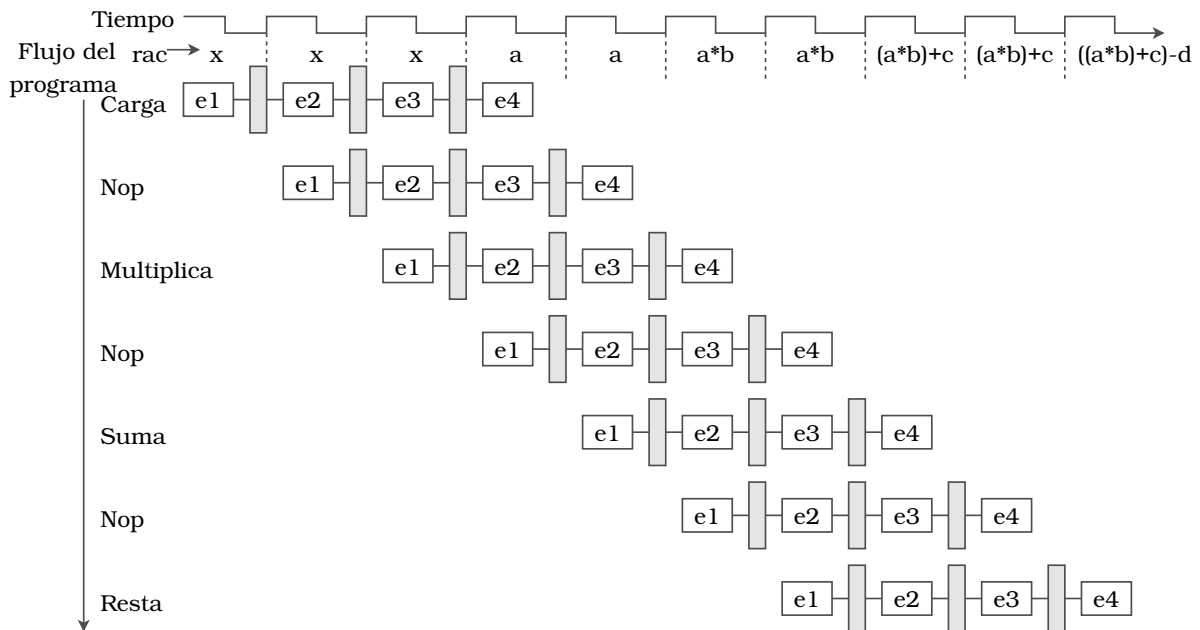 Tiempo
Flujo del programa
rac x x x a a a*b a*b (a*b)+c (a*b)+c ((a*b)+c)-d
Carga e1 e2 e3 e4
Nop e1 e2 e3 e4
Multiplica e1 e2 e3 e4
Nop e1 e2 e3 e4
Suma e1 e2 e3 e4
Nop e1 e2 e3 e4
Resta e1 e2 e3 e4